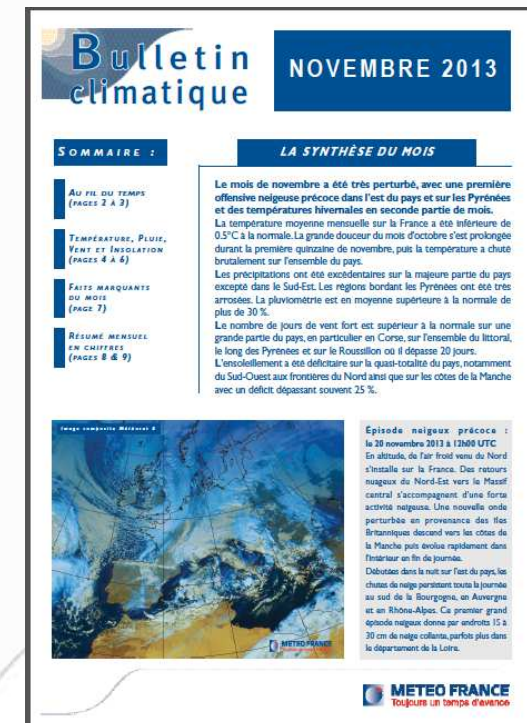 Bulletin
climatique
NOVEMBRE 2013
SOMMAIRE :
AU FIL DU TEMPS
(PAGES 2 À 3)
TEMPÉRATURE, PLUIE,
VENT ET INSOLATION
(PAGES 4 À 6)
FAITS MARQUANTS
DU MOIS
(PAGE 7)
RÉSUMÉ MENSUEL
EN CHIFFRES
(PAGES 8 & 9)
LA SYNTHÈSE DU MOIS
Le mois de novembre a été très perturbé, avec une première
offensive neigeuse précoce dans l'est du pays et sur les Pyrénées
et des températures hivernales en seconde partie de mois.
La température moyenne mensuelle sur la France a été inférieure de
0.5°C à la normale. La grande douceur du mois d'octobre s'est prolongée
durant la première quinzaine de novembre, puis la température a chuté
brutalement sur l'ensemble du pays.
Les précipitations ont été excédentaires sur la majeure partie du pays
excepté dans le Sud-Est. Les régions bordant les Pyrénées ont été très
arrosées. La pluviométrie est en moyenne supérieure à la normale de
plus de 30 %.
Le nombre de jours de vent fort est supérieur à la normale sur une
grande partie du pays, en particulier en Corse, sur l'ensemble du littoral,
le long des Pyrénées et sur le Roussillon où il dépasse 20 jours.
L'ensoleillement a été déficitaire sur la quasi-totalité du pays, notamment
du Sud-Ouest aux frontières du Nord ainsi que sur les côtes de la Manche
avec un déficit dépassant souvent 25 %.
Image composite Météosat
METEO FRANCE
Épisode neigeux précoce :
le 20 novembre 2013 à 12h00 UTC
En altitude, de l'air froid venu du Nord
s'installe sur la France. Des retours
nuageux du Nord-Est vers le Massif
central s'accompagnent d'une forte
activité neigeuse. Une nouvelle onde
perturbée en provenance des Iles
Britanniques descend vers les côtes de
la Manche puis évolue rapidement dans
l'intérieur en fin de journée.
Débutées dans la nuit sur l'est du pays, les
chutes de neige persistent toute la journée
au sud de la Bourgogne, en Auvergne
et en Rhône-Alpes. Ce premier grand
épisode neigeux donne par endroits 15 à
30 cm de neige collante, parfois plus dans
le département de la Loire.
METEO FRANCE
Toujours un temps d'avance